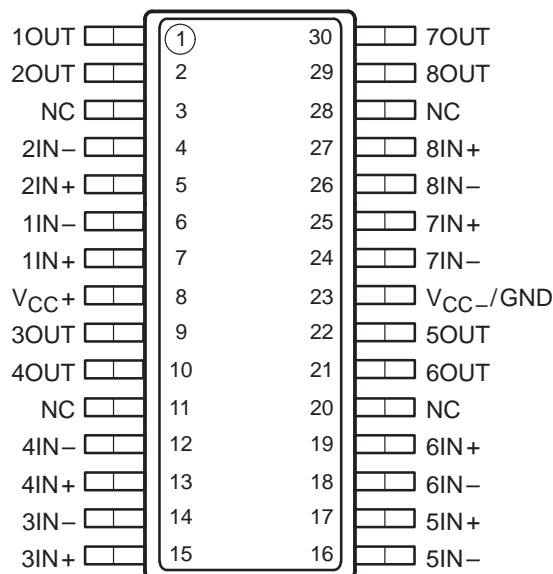 1OUT 1 30 7OUT
2OUT 2 29 8OUT
NC 3 28 NC
2IN− 4 27 8IN+
2IN+ 5 26 8IN−
1IN− 6 25 7IN+
1IN+ 7 24 7IN−
VCC+ 8 23 VCC−/GND
3OUT 9 22 5OUT
4OUT 10 21 6OUT
NC 11 20 NC
4IN− 12 19 6IN+
4IN+ 13 18 6IN−
3IN− 14 17 5IN+
3IN+ 15 16 5IN−